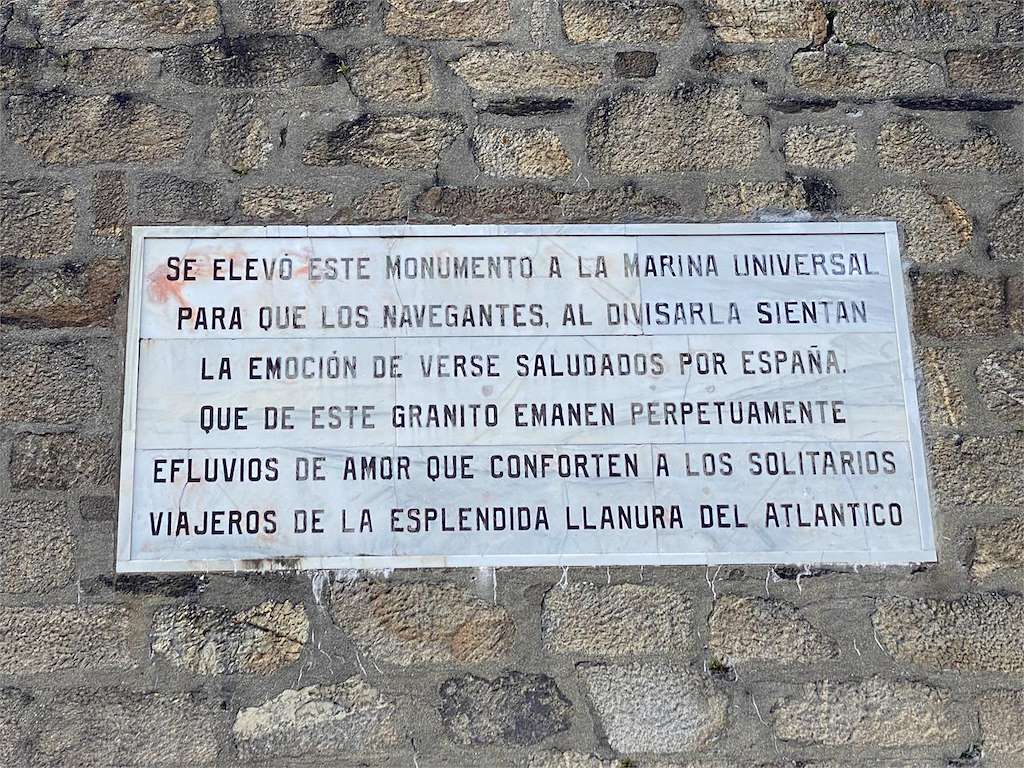 SE ELEVÓ ESTE MONUMENTO A LA MARINA UNIVERSAL
PARA QUE LOS NAVEGANTES, AL DIVISARLA SIENTAN
LA EMOCIÓN DE VERSE SALUDADOS POR ESPAÑA.
QUE DE ESTE GRANITO EMANEN PERPETUAMENTE
EFLUVIOS DE AMOR QUE CONFORTEN A LOS SOLITARIOS
VIAJEROS DE LA ESPLENDIDA LLANURA DEL ATLANTICO